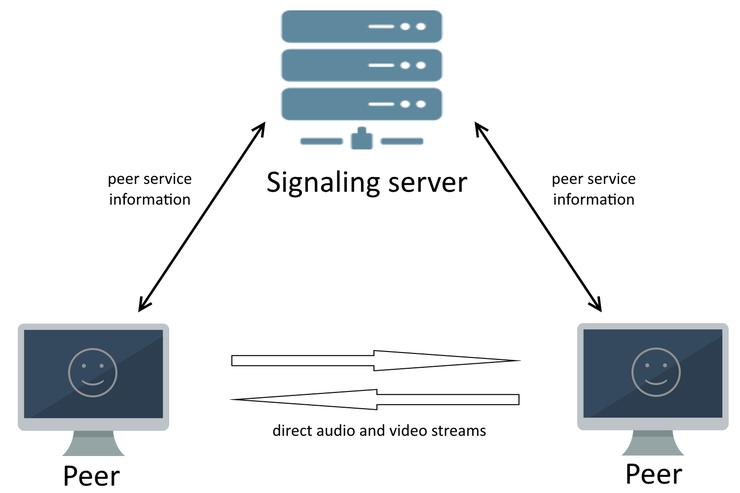 Signaling server
peer service
information
peer service
information
direct audio and video streams
Peer
Peer